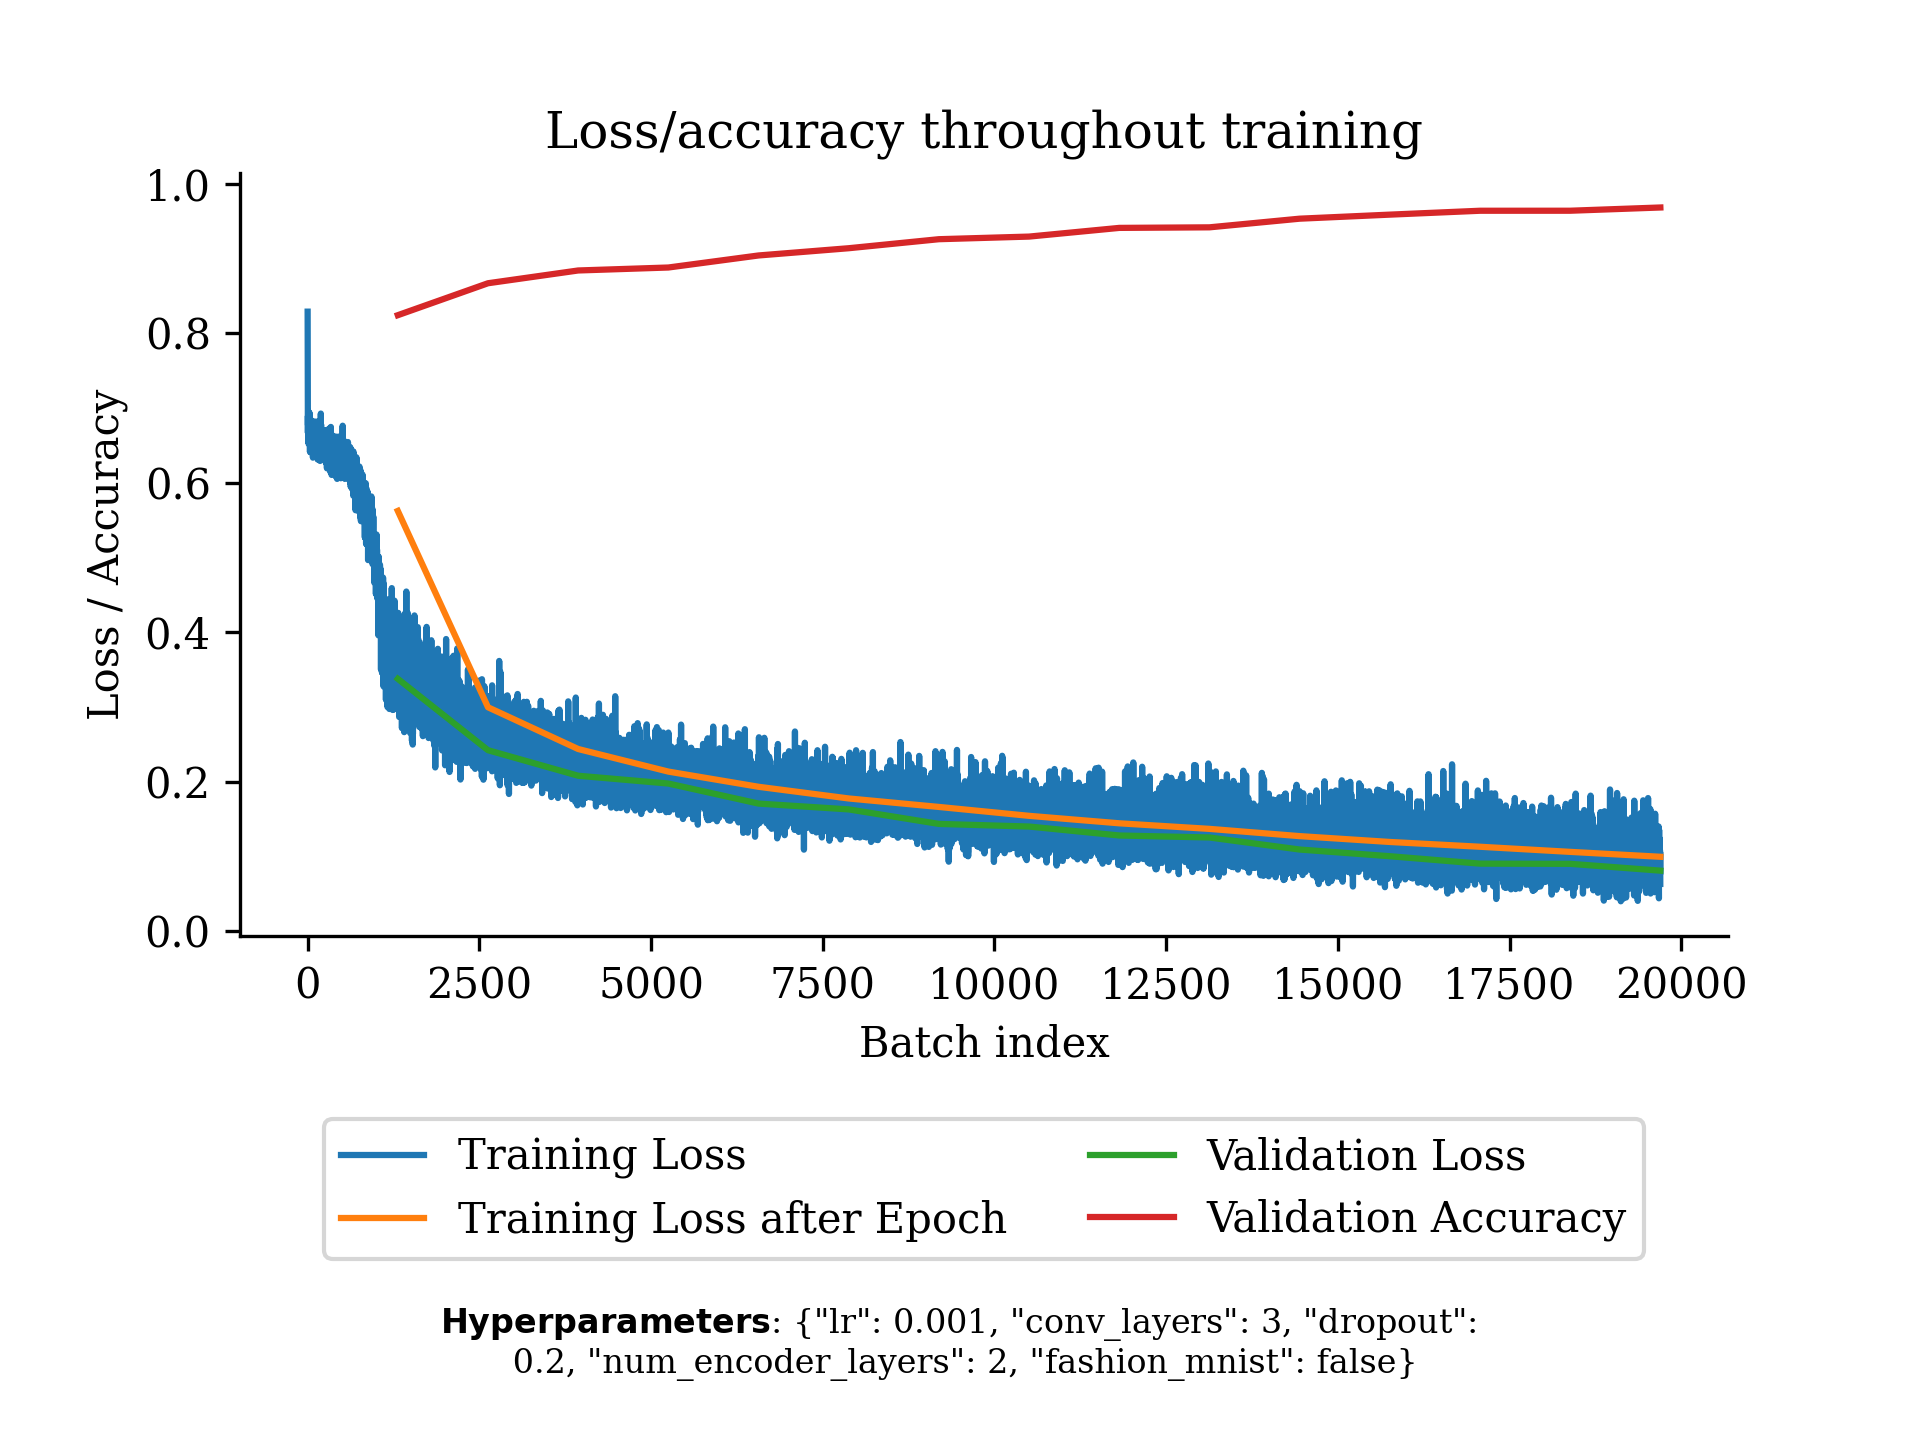 Loss/accuracy throughout training
1.0
0.8
0.6
0.4
0.2
0.0
Loss / Accuracy
0 2500 5000 7500 10000 12500 15000 17500 20000
Batch index
Training Loss
Training Loss after Epoch
Validation Loss
Validation Accuracy
Hyperparameters: {"lr": 0.001, "conv_layers": 3, "dropout":
0.2, "num_encoder_layers": 2, "fashion_mnist": false}